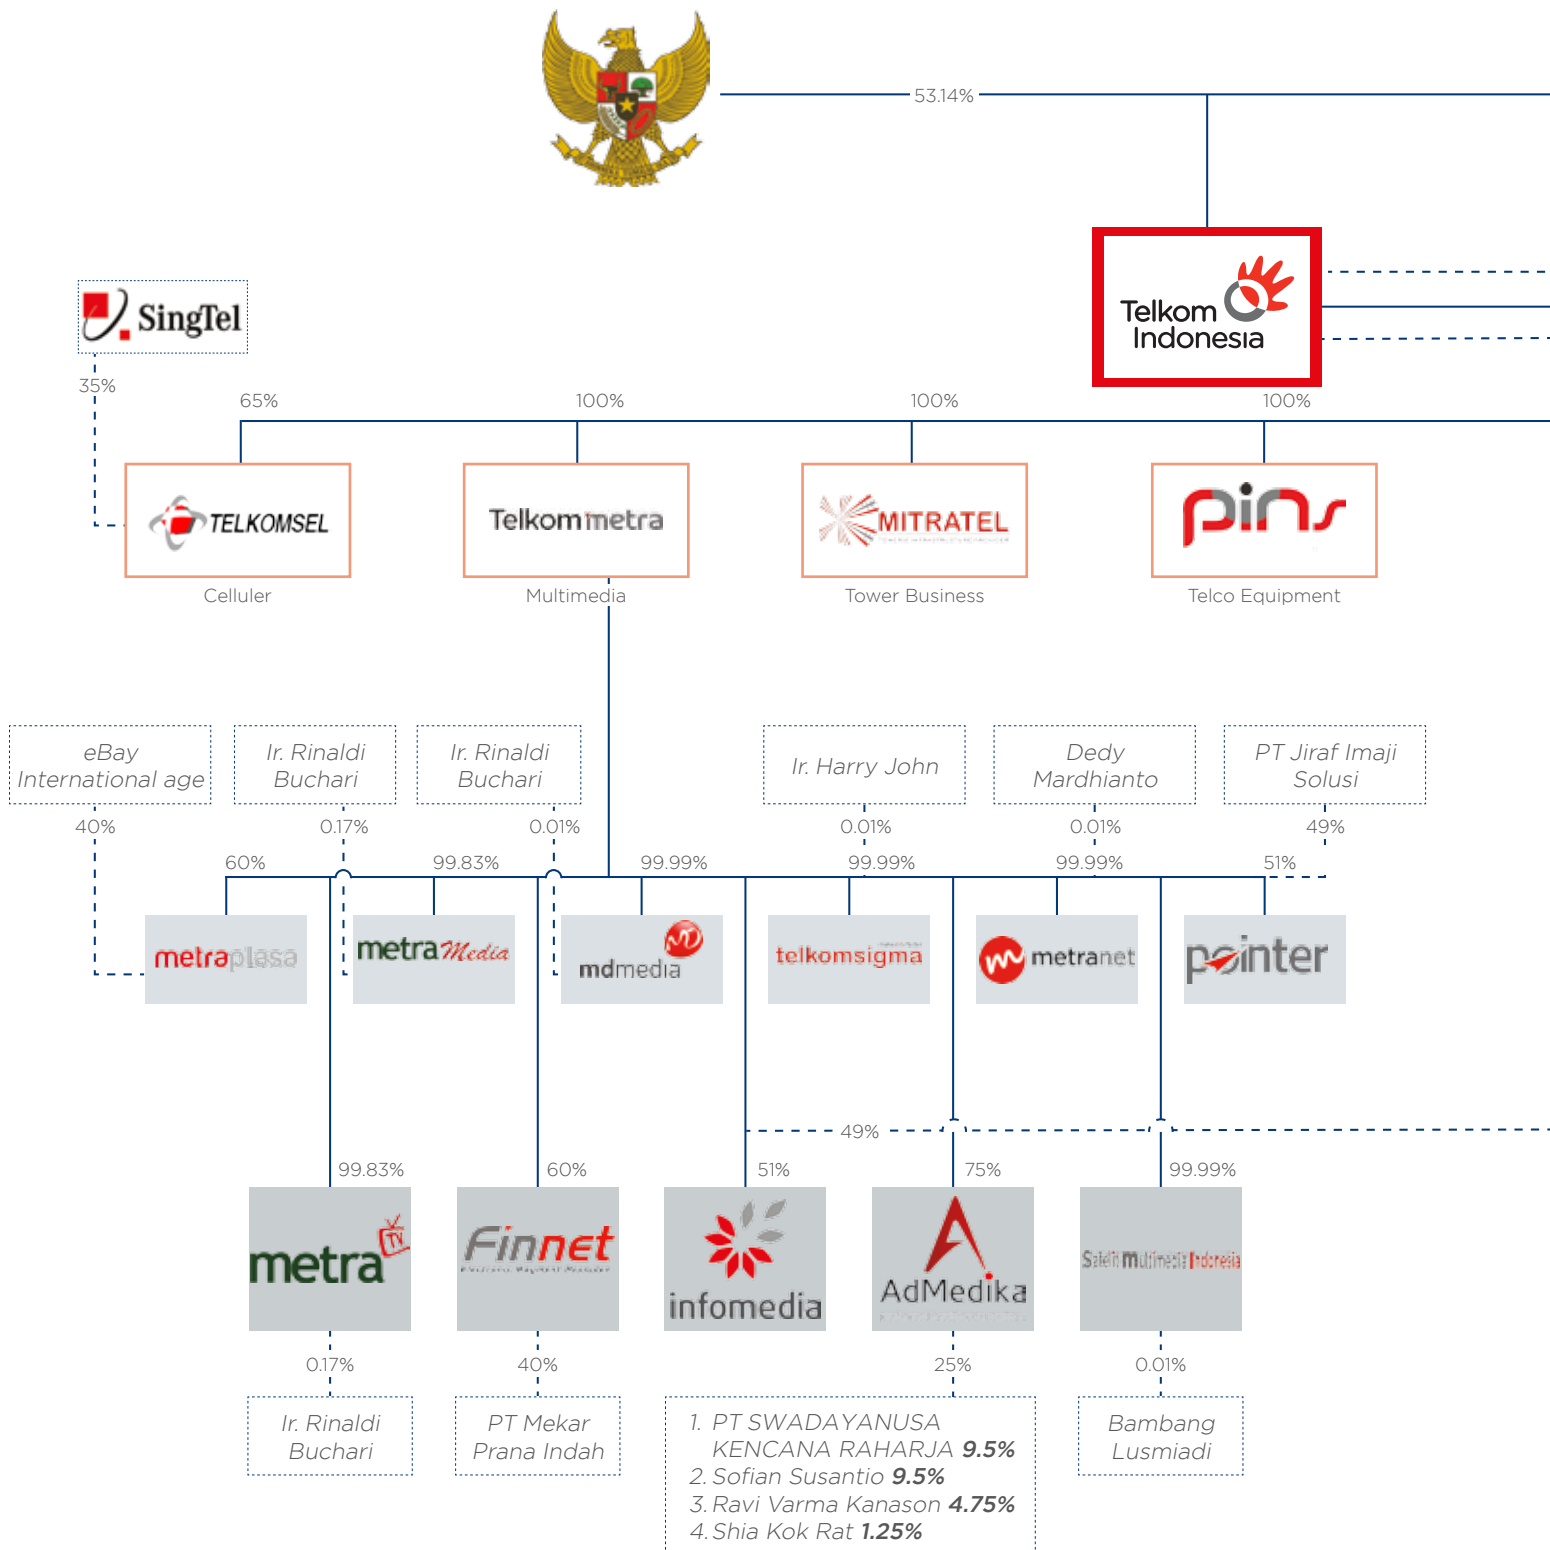 53.14%
Telkom
Indonesia
SingTel
35%
65%
100%
100%
100%
TELKOMSEL
Telkommetra
MITRATEL
pins
Celluler
Multimedia
Tower Business
Telco Equipment
eBay
International age
Ir. Rinaldi
Buchari
Ir. Rinaldi
Buchari
Ir. Harry John
Dedy
Mardhianto
PT Jiraf Imaji
Solusi
40%
0.17%
0.01%
0.01%
0.01%
49%
60%
99.83%
99.99%
99.99%
99.99%
51%
metraplasa
metra Media
mdmedia
telkomsigma
metranet
pointer
49%
99.83%
60%
51%
75%
99.99%
metra TV
Finnet
infomedia
AdMedika
Satelit Multimedia Indonesia
0.17%
40%
25%
0.01%
Ir. Rinaldi
Buchari
PT Mekar
Prana Indah
1. PT SWADAYANUSA
KENCANA RAHARJA 9.5%
2. Sofian Susantio 9.5%
3. Ravi Varma Kanason 4.75%
4. Shia Kok Rat 1.25%
Bambang
Lusmiadi